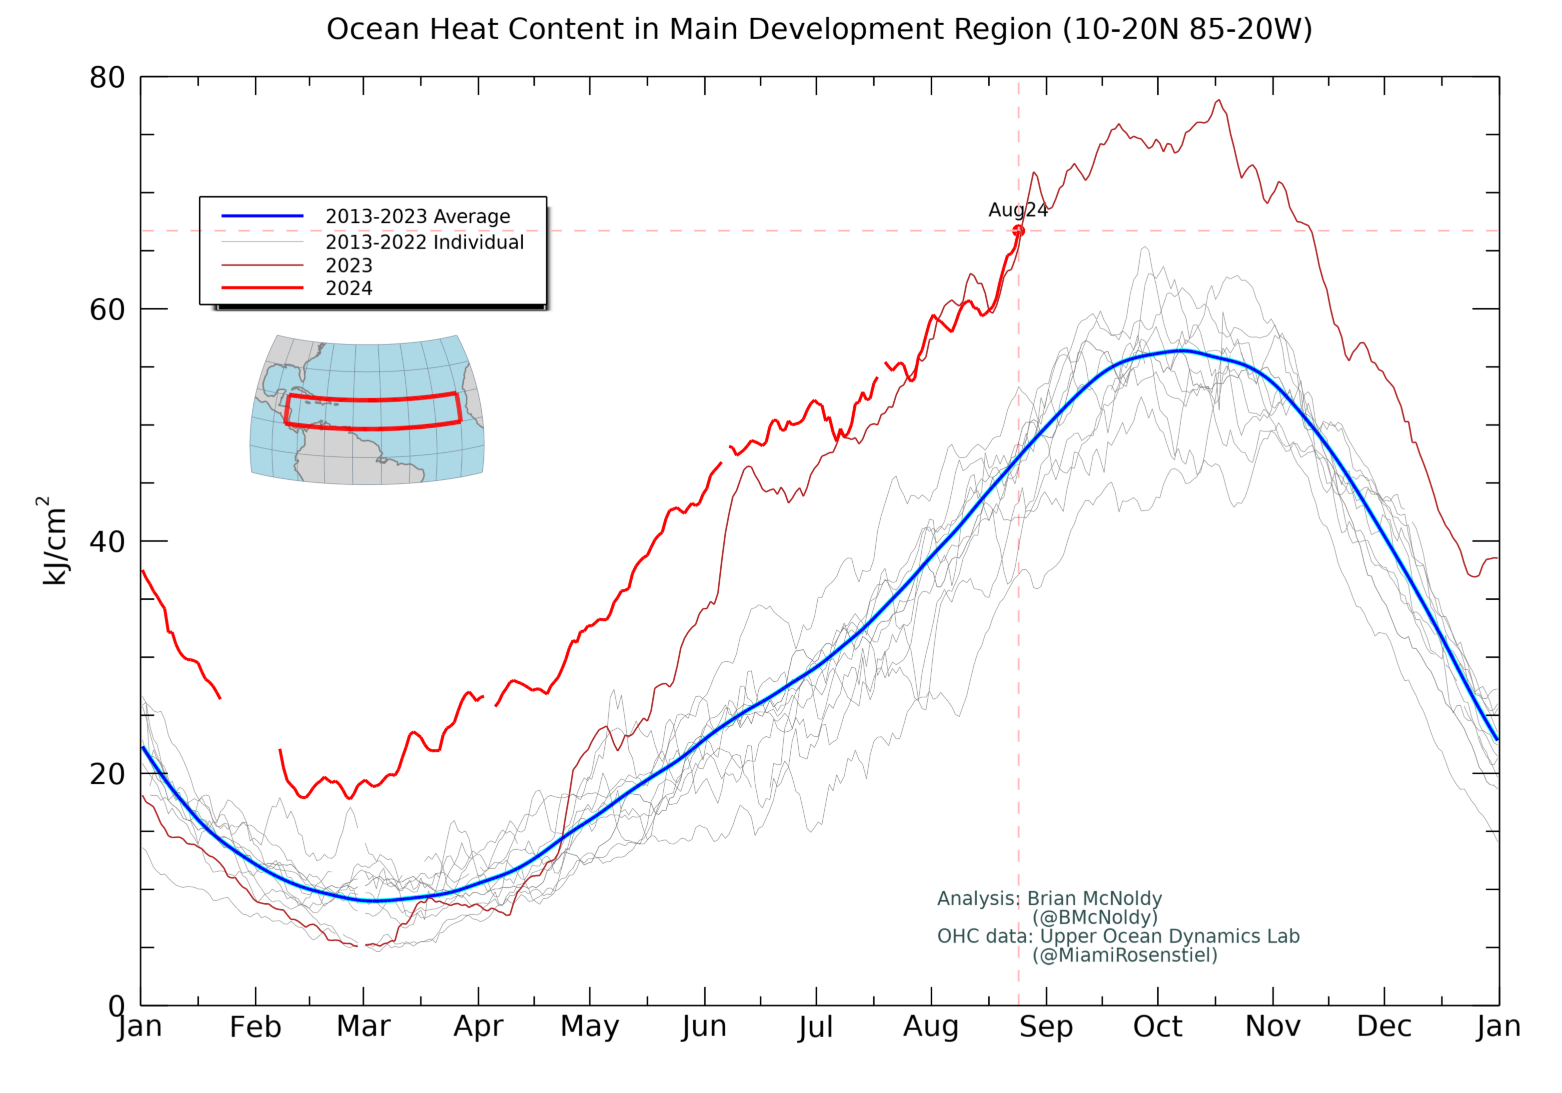 Ocean Heat Content in Main Development Region (10-20N 85-20W)
80
60
40
20
0
kJ/cm²
2013-2023 Average
2013-2022 Individual
2023
2024
Aug24
Analysis: Brian McNoldy
(@BMcNoldy)
OHC data: Upper Ocean Dynamics Lab
(@MiamiRosenstiel)
Jan Feb Mar Apr May Jun Jul Aug Sep Oct Nov Dec Jan